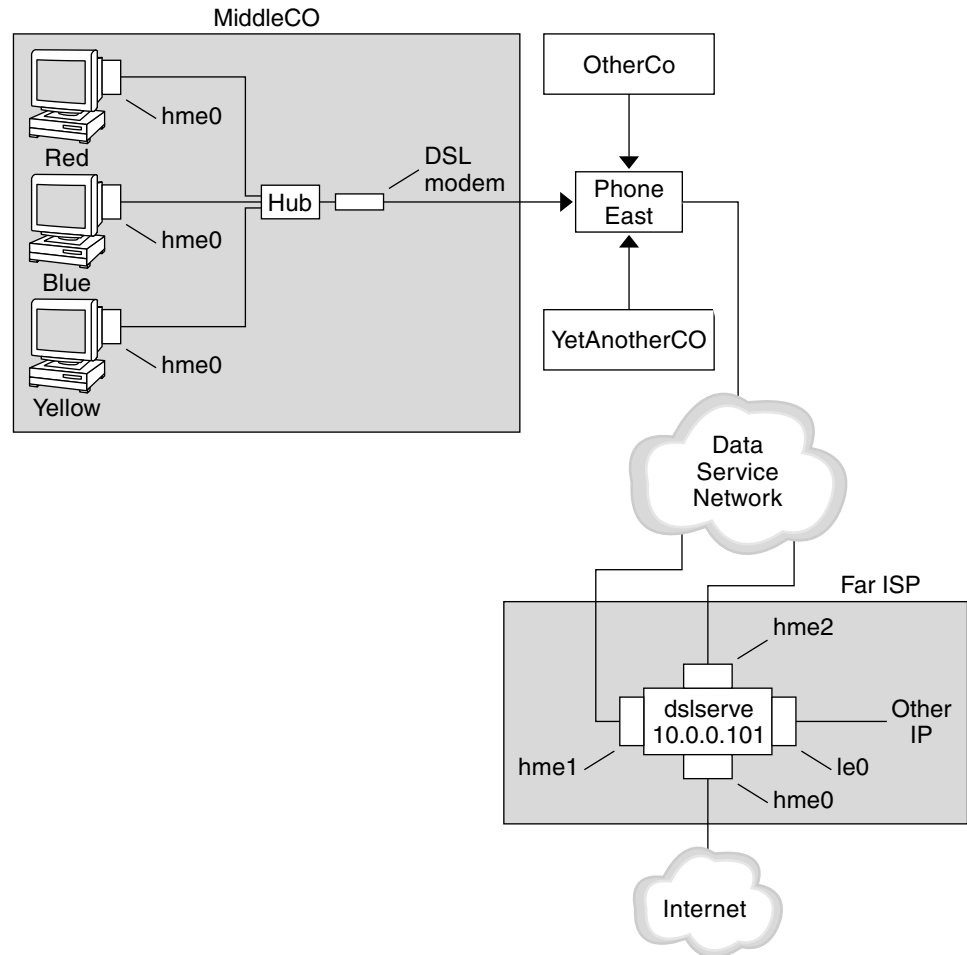 MiddleCO
hme0
Red
hme0
Blue
hme0
Yellow
Hub
DSL
modem
OtherCo
Phone
East
YetAnotherCO
Data
Service
Network
Far ISP
hme2
dslserve
10.0.0.101
Other
IP
hme1
le0
hme0
Internet